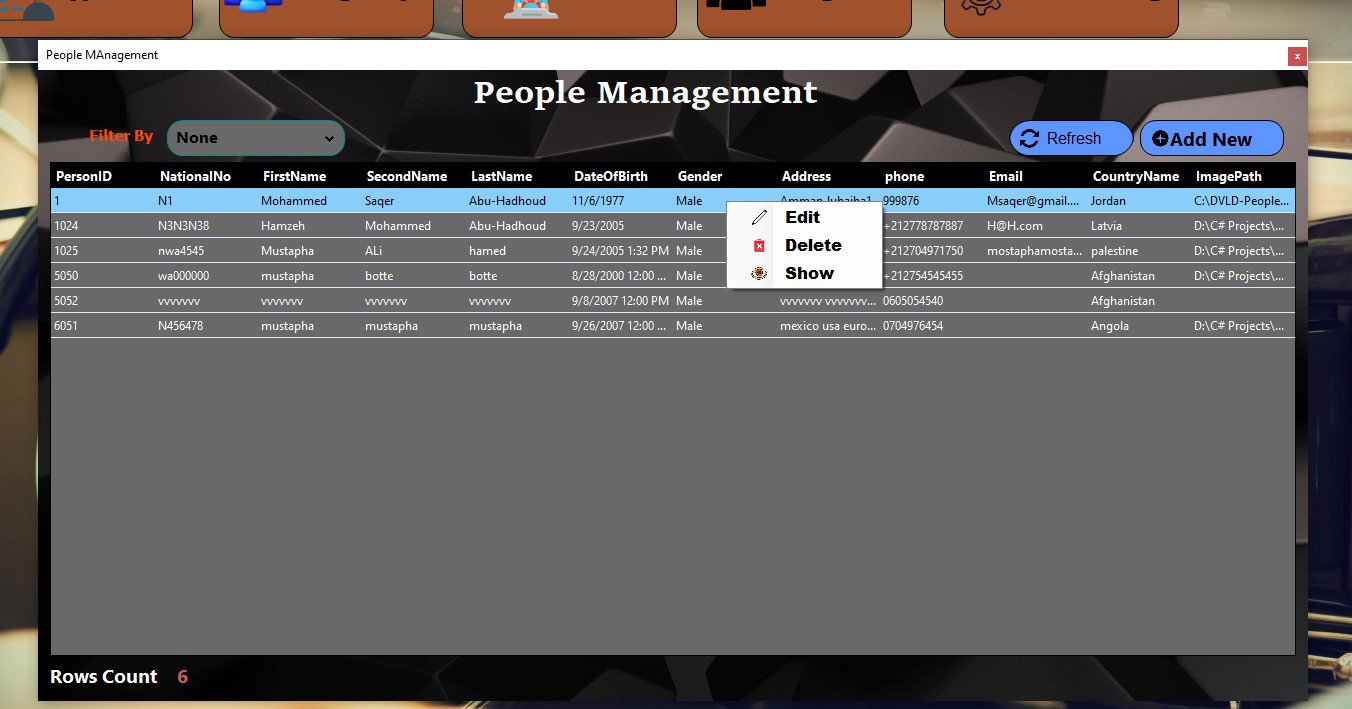 People MAnagement
x
People Management
Filter By None Refresh Add New
PersonID NationalNo FirstName SecondName LastName DateOfBirth Gender Address phone Email CountryName ImagePath
1 N1 Mohammed Saqer Abu-Hadhoud 11/6/1977 Male 999876 Msaqer@gmail.... Jordan C:\DVLD-People...
1024 N3N3N38 Hamzeh Mohammed Abu-Hadhoud 9/23/2005 Male +212778787887 H@H.com Latvia D:\C# Projects\...
1025 nwa4545 Mustapha ALi hamed 9/24/2005 1:32 PM Male +212704971750 mostaphamosta... palestine D:\C# Projects\...
5050 wa000000 mustapha botte botte 8/28/2000 12:00 ... Male +212754545455 Afghanistan D:\C# Projects\...
5052 vvvvvvv vvvvvvv vvvvvvv vvvvvvv 9/8/2007 12:00 PM Male vvvvvvv vvvvvvv... 0605054540 Afghanistan
6051 N456478 mustapha mustapha mustapha 9/26/2007 12:00 ... Male mexico usa euro... 0704976454 Angola D:\C# Projects\...
Edit
Delete
Show
Rows Count 6